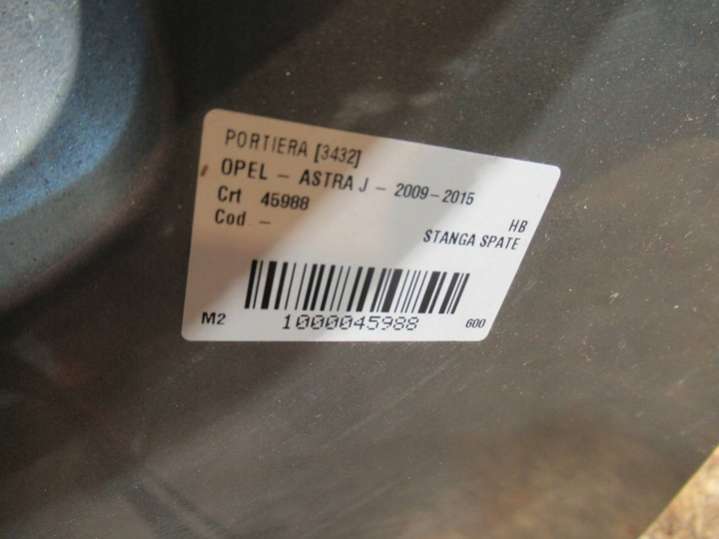 PORTIERA [3432]
OPEL - ASTRA J - 2009-2015
Crt 45988
Cod -
HB
STANGA SPATE
1000045988
M2
600